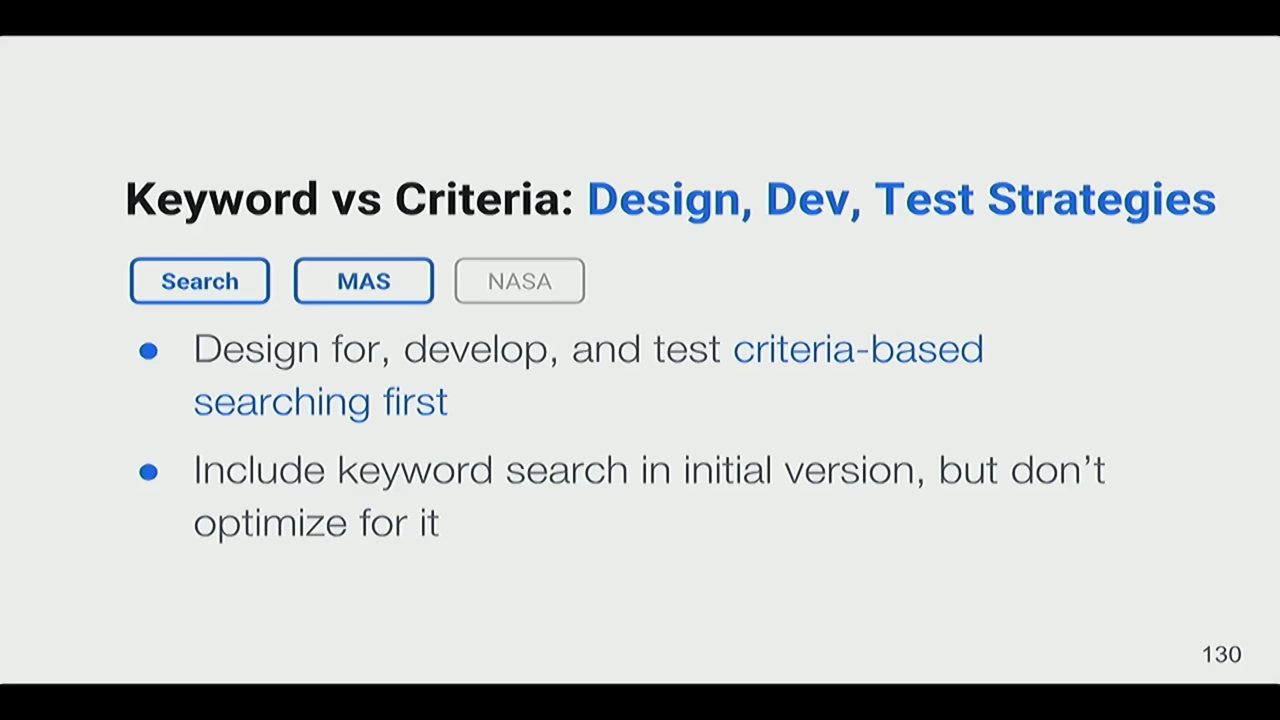 Keyword vs Criteria: Design, Dev, Test Strategies
Search MAS NASA
● Design for, develop, and test criteria-based
searching first
● Include keyword search in initial version, but don’t
optimize for it
130